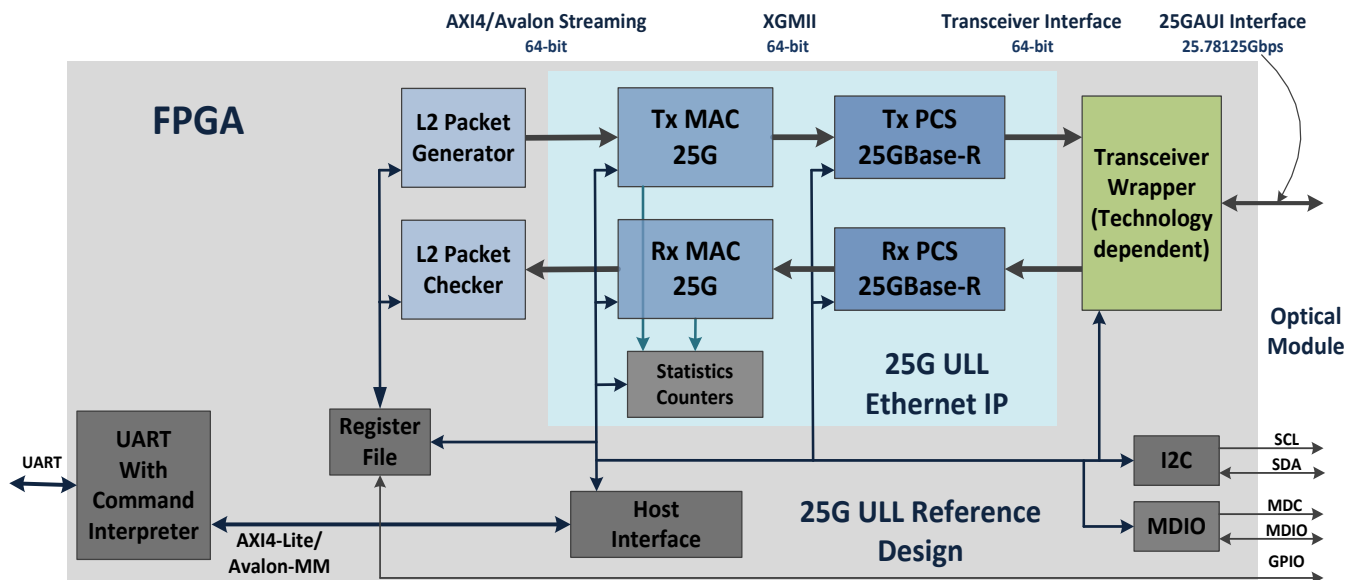 AXI4/Avalon Streaming
64-bit
XGMII
64-bit
Transceiver Interface
64-bit
25GAUI Interface
25.78125Gbps
FPGA
L2 Packet
Generator
Tx MAC
25G
Tx PCS
25GBase-R
Transceiver
Wrapper
(Technology
dependent)
L2 Packet
Checker
Rx MAC
25G
Rx PCS
25GBase-R
Optical
Module
Statistics
Counters
25G ULL
Ethernet IP
UART
UART
With
Command
Interpreter
Register
File
I2C
SCL
SDA
AXI4-Lite/
Avalon-MM
Host
Interface
25G ULL Reference
Design
MDIO
MDC
MDIO
GPIO